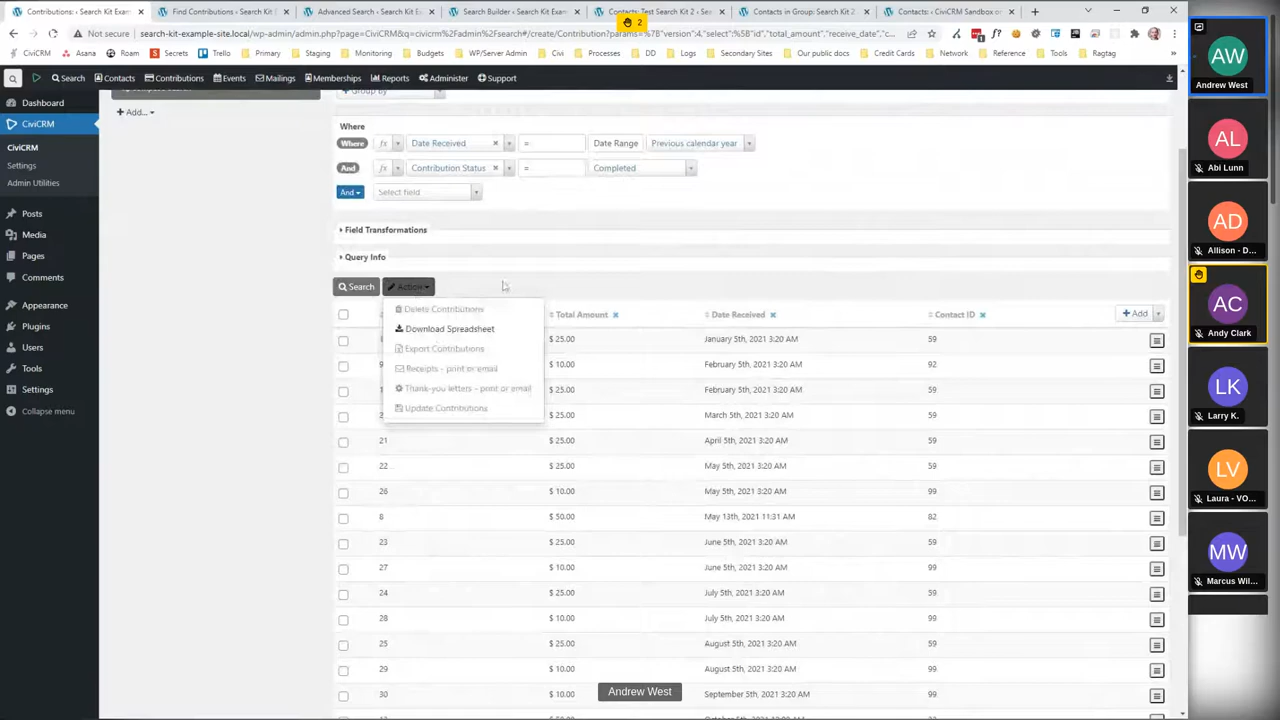 Contributions: ‹ Search Kit Exam
Find Contributions ‹ Search Kit E
Advanced Search ‹ Search Kit Ex
Search Builder ‹ Search Kit Exam
Contacts: Test Search Kit 2 ‹ Se
Contacts in Group: Search Kit 2
Contacts: ‹ CiviCRM Sandbox o
2
search-kit-example-site.local/wp-admin/admin.php?page=CiviCRM&q=civicrm%2Fadmin%2Fsearch#/create/Contribution?params=%7B"version":4,"select":%5B"id","total_amount","receive_date","c...
CiviCRM Asana Roam Secrets Trello Primary Staging Monitoring Budgets WP/Server Admin Civi Processes DD Logs Secondary Sites Our public docs Credit Cards Location Reference Tools Ragtag
Search Contacts Contributions Events Mailings Memberships Reports Administer Support
Dashboard
CiviCRM
CiviCRM
Settings
Admin Utilities
Posts
Media
Pages
Comments
Appearance
Plugins
Users
Tools
Settings
Collapse menu
+ Add...
+ Group By
Where
Where fx Date Received = Date Range Previous calendar year
And fx Contribution Status = Completed
And Select field
Field Transformations
Query Info
Search Action
Delete Contributions
Download Spreadsheet
Export Contributions
Receipts - print or email
Thank-you letters - print or email
Update Contributions
Total Amount Date Received Contact ID + Add
$ 25.00 January 5th, 2021 3:20 AM 59
9 $ 10.00 February 5th, 2021 3:20 AM 92
$ 25.00 February 5th, 2021 3:20 AM 59
2 $ 25.00 March 5th, 2021 3:20 AM 59
21 $ 25.00 April 5th, 2021 3:20 AM 59
22 $ 25.00 May 5th, 2021 3:20 AM 59
26 $ 10.00 May 5th, 2021 3:20 AM 99
8 $ 50.00 May 13th, 2021 11:31 AM 82
23 $ 25.00 June 5th, 2021 3:20 AM 59
27 $ 10.00 June 5th, 2021 3:20 AM 99
24 $ 25.00 July 5th, 2021 3:20 AM 59
28 $ 10.00 July 5th, 2021 3:20 AM 99
25 $ 25.00 August 5th, 2021 3:20 AM 59
29 $ 10.00 August 5th, 2021 3:20 AM 99
30 $ 10.00 September 5th, 2021 3:20 AM 99
Andrew West
AW
Andrew West
AL
Abi Lunn
AD
Allison - D...
AC
Andy Clark
LK
Larry K.
LV
Laura - VO...
MW
Marcus Wil...